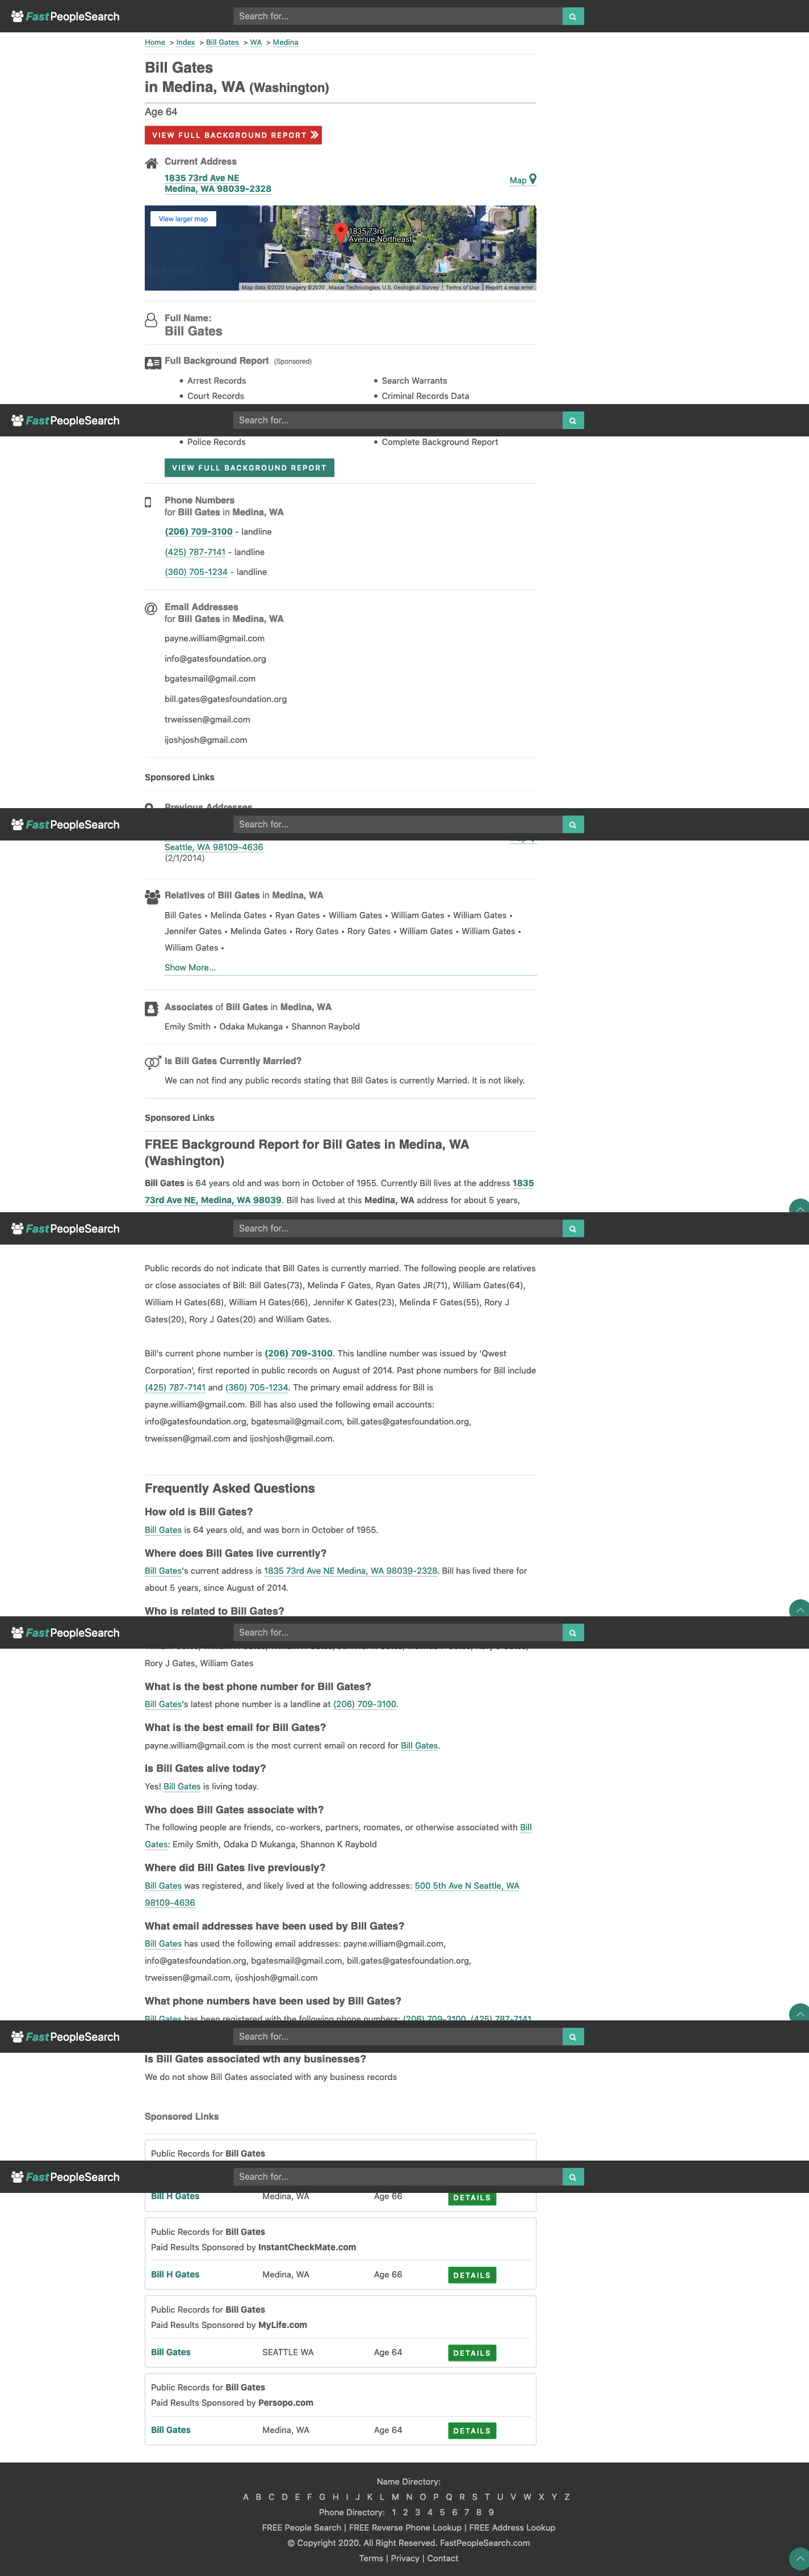 FastPeopleSearch
Search for...
Home > Index > Bill Gates > WA > Medina
Bill Gates
in Medina, WA (Washington)
Age 64
VIEW FULL BACKGROUND REPORT
Current Address
1835 73rd Ave NE
Medina, WA 98039-2328
Map
View larger map
1835 73rd
Avenue Northeast
Google
Map data ©2020 Imagery ©2020 , Maxar Technologies, U.S. Geological Survey Terms of Use Report a map error
Full Name:
Bill Gates
Full Background Report (Sponsored)
• Arrest Records • Search Warrants
• Court Records • Criminal Records Data
FastPeopleSearch
Search for...
• Police Records • Complete Background Report
VIEW FULL BACKGROUND REPORT
Phone Numbers
for Bill Gates in Medina, WA
(206) 709-3100 - landline
(425) 787-7141 - landline
(360) 705-1234 - landline
Email Addresses
for Bill Gates in Medina, WA
payne.william@gmail.com
info@gatesfoundation.org
bgatesmail@gmail.com
bill.gates@gatesfoundation.org
trweissen@gmail.com
ijoshjosh@gmail.com
Sponsored Links
Previous Addresses
FastPeopleSearch
Search for...
Seattle, WA 98109-4636
(2/1/2014)
Relatives of Bill Gates in Medina, WA
Bill Gates • Melinda Gates • Ryan Gates • William Gates • William Gates • William Gates •
Jennifer Gates • Melinda Gates • Rory Gates • Rory Gates • William Gates • William Gates •
William Gates •
Show More...
Associates of Bill Gates in Medina, WA
Emily Smith • Odaka Mukanga • Shannon Raybold
Is Bill Gates Currently Married?
We can not find any public records stating that Bill Gates is currently Married. It is not likely.
Sponsored Links
FREE Background Report for Bill Gates in Medina, WA
(Washington)
Bill Gates is 64 years old and was born in October of 1955. Currently Bill lives at the address 1835
73rd Ave NE, Medina, WA 98039. Bill has lived at this Medina, WA address for about 5 years,
FastPeopleSearch
Search for...
Public records do not indicate that Bill Gates is currently married. The following people are relatives
or close associates of Bill: Bill Gates(73), Melinda F Gates, Ryan Gates JR(71), William Gates(64),
William H Gates(68), William H Gates(66), Jennifer K Gates(23), Melinda F Gates(55), Rory J
Gates(20), Rory J Gates(20) and William Gates.
Bill's current phone number is (206) 709-3100. This landline number was issued by 'Qwest
Corporation', first reported in public records on August of 2014. Past phone numbers for Bill include
(425) 787-7141 and (360) 705-1234. The primary email address for Bill is
payne.william@gmail.com. Bill has also used the following email accounts:
info@gatesfoundation.org, bgatesmail@gmail.com, bill.gates@gatesfoundation.org,
trweissen@gmail.com and ijoshjosh@gmail.com.
Frequently Asked Questions
How old is Bill Gates?
Bill Gates is 64 years old, and was born in October of 1955.
Where does Bill Gates live currently?
Bill Gates's current address is 1835 73rd Ave NE Medina, WA 98039-2328. Bill has lived there for
about 5 years, since August of 2014.
Who is related to Bill Gates?
FastPeopleSearch
Search for...
Rory J Gates, William Gates
What is the best phone number for Bill Gates?
Bill Gates's latest phone number is a landline at (206) 709-3100.
What is the best email for Bill Gates?
payne.william@gmail.com is the most current email on record for Bill Gates.
Is Bill Gates alive today?
Yes! Bill Gates is living today.
Who does Bill Gates associate with?
The following people are friends, co-workers, partners, roomates, or otherwise associated with Bill
Gates: Emily Smith, Odaka D Mukanga, Shannon K Raybold
Where did Bill Gates live previously?
Bill Gates was registered, and likely lived at the following addresses: 500 5th Ave N Seattle, WA
98109-4636
What email addresses have been used by Bill Gates?
Bill Gates has used the following email addresses: payne.william@gmail.com,
info@gatesfoundation.org, bgatesmail@gmail.com, bill.gates@gatesfoundation.org,
trweissen@gmail.com, ijoshjosh@gmail.com
What phone numbers have been used by Bill Gates?
Bill Gates has been registered with the following phone numbers: (206) 709-3100, (425) 787-7141
FastPeopleSearch
Search for...
Is Bill Gates associated wth any businesses?
We do not show Bill Gates associated with any business records
Sponsored Links
Public Records for Bill Gates
FastPeopleSearch
Search for...
Bill H Gates Medina, WA Age 66 DETAILS
Public Records for Bill Gates
Paid Results Sponsored by InstantCheckMate.com
Bill H Gates Medina, WA Age 66 DETAILS
Public Records for Bill Gates
Paid Results Sponsored by MyLife.com
Bill Gates SEATTLE WA Age 64 DETAILS
Public Records for Bill Gates
Paid Results Sponsored by Persopo.com
Bill Gates Medina, WA Age 64 DETAILS
Name Directory:
A B C D E F G H I J K L M N O P Q R S T U V W X Y Z
Phone Directory: 1 2 3 4 5 6 7 8 9
FREE People Search | FREE Reverse Phone Lookup | FREE Address Lookup
© Copyright 2020. All Right Reserved. FastPeopleSearch.com
Terms | Privacy | Contact